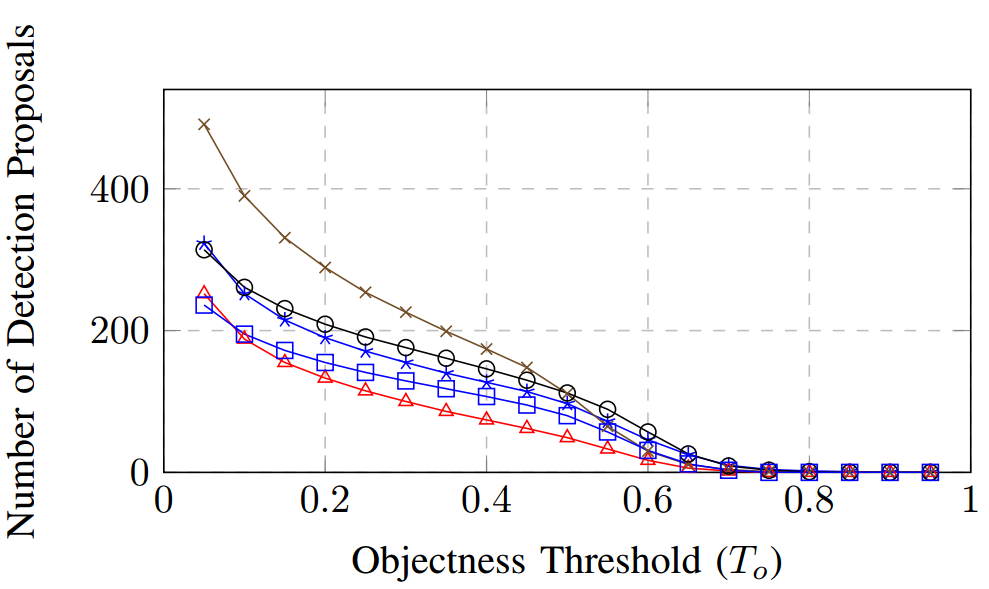 Number of Detection Proposals
400
200
0
0 0.2 0.4 0.6 0.8 1
Objectness Threshold (Tₒ)